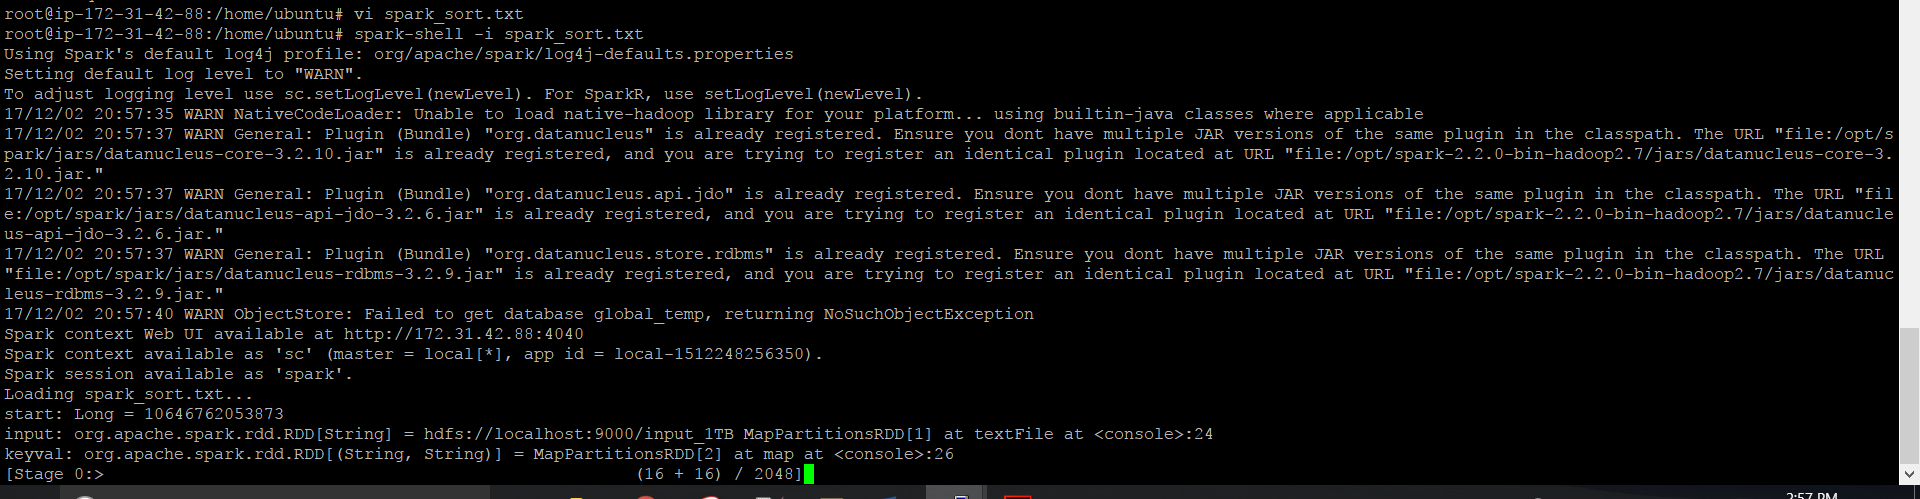 root@ip-172-31-42-88:/home/ubuntu# vi spark_sort.txt
root@ip-172-31-42-88:/home/ubuntu# spark-shell -i spark_sort.txt
Using Spark's default log4j profile: org/apache/spark/log4j-defaults.properties
Setting default log level to "WARN".
To adjust logging level use sc.setLogLevel(newLevel). For SparkR, use setLogLevel(newLevel).
17/12/02 20:57:35 WARN NativeCodeLoader: Unable to load native-hadoop library for your platform... using builtin-java classes where applicable
17/12/02 20:57:37 WARN General: Plugin (Bundle) "org.datanucleus" is already registered. Ensure you dont have multiple JAR versions of the same plugin in the classpath. The URL "file:/opt/s
park/jars/datanucleus-core-3.2.10.jar" is already registered, and you are trying to register an identical plugin located at URL "file:/opt/spark-2.2.0-bin-hadoop2.7/jars/datanucleus-core-3.
2.10.jar."
17/12/02 20:57:37 WARN General: Plugin (Bundle) "org.datanucleus.api.jdo" is already registered. Ensure you dont have multiple JAR versions of the same plugin in the classpath. The URL "fil
e:/opt/spark/jars/datanucleus-api-jdo-3.2.6.jar" is already registered, and you are trying to register an identical plugin located at URL "file:/opt/spark-2.2.0-bin-hadoop2.7/jars/datanucle
us-api-jdo-3.2.6.jar."
17/12/02 20:57:37 WARN General: Plugin (Bundle) "org.datanucleus.store.rdbms" is already registered. Ensure you dont have multiple JAR versions of the same plugin in the classpath. The URL
"file:/opt/spark/jars/datanucleus-rdbms-3.2.9.jar" is already registered, and you are trying to register an identical plugin located at URL "file:/opt/spark-2.2.0-bin-hadoop2.7/jars/datanuc
leus-rdbms-3.2.9.jar."
17/12/02 20:57:40 WARN ObjectStore: Failed to get database global_temp, returning NoSuchObjectException
Spark context Web UI available at http://172.31.42.88:4040
Spark context available as 'sc' (master = local[*], app id = local-1512248256350).
Spark session available as 'spark'.
Loading spark_sort.txt...
start: Long = 10646762053873
input: org.apache.spark.rdd.RDD[String] = hdfs://localhost:9000/input_1TB MapPartitionsRDD[1] at textFile at <console>:24
keyval: org.apache.spark.rdd.RDD[(String, String)] = MapPartitionsRDD[2] at map at <console>:26
[Stage 0:> (16 + 16) / 2048]
2:57 PM